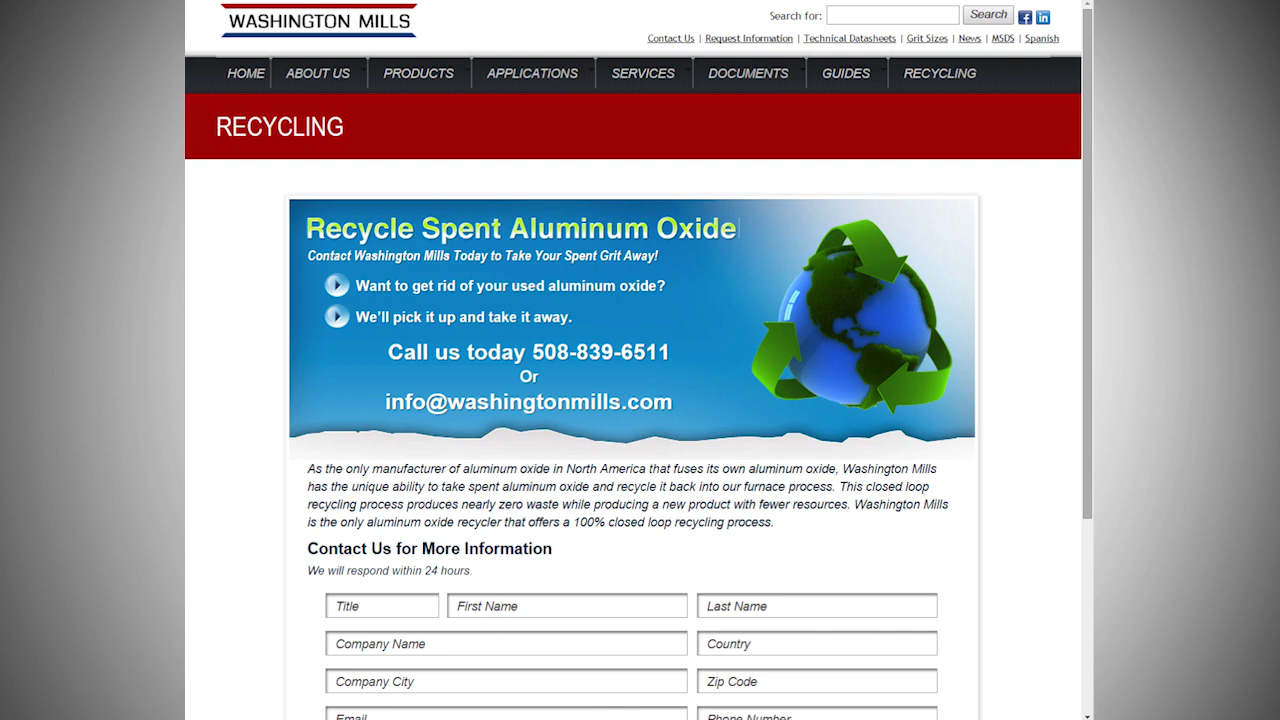 WASHINGTON MILLS
Search for:
Search
Contact Us | Request Information | Technical Datasheets | Grit Sizes | News | MSDS | Spanish
HOME ABOUT US PRODUCTS APPLICATIONS SERVICES DOCUMENTS GUIDES RECYCLING
RECYCLING
Recycle Spent Aluminum Oxide
Contact Washington Mills Today to Take Your Spent Grit Away!
Want to get rid of your used aluminum oxide?
We'll pick it up and take it away.
Call us today 508-839-6511
Or
info@washingtonmills.com
As the only manufacturer of aluminum oxide in North America that fuses its own aluminum oxide, Washington Mills
has the unique ability to take spent aluminum oxide and recycle it back into our furnace process. This closed loop
recycling process produces nearly zero waste while producing a new product with fewer resources. Washington Mills
is the only aluminum oxide recycler that offers a 100% closed loop recycling process.
Contact Us for More Information
We will respond within 24 hours.
Title First Name Last Name
Company Name Country
Company City Zip Code
Email Phone Number